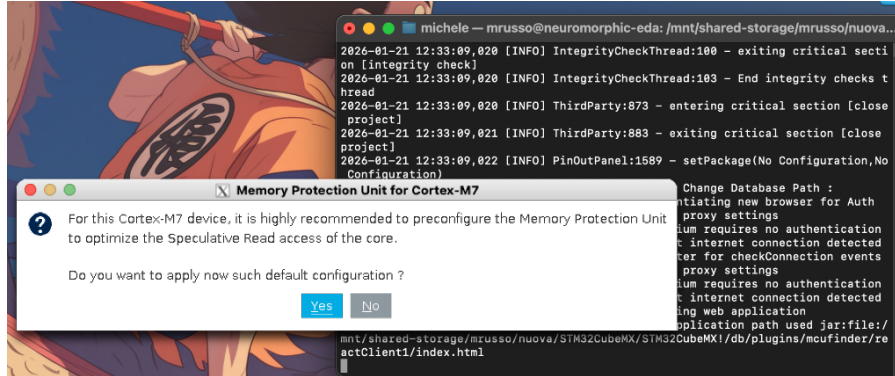 michele — mrusso@neuromorphic-eda: /mnt/shared-storage/mrusso/nuova...
2026-01-21 12:33:09,020 [INFO] IntegrityCheckThread:100 – exiting critical secti
on [integrity check]
2026-01-21 12:33:09,020 [INFO] IntegrityCheckThread:103 – End integrity checks t
hread
2026-01-21 12:33:09,020 [INFO] ThirdParty:873 – entering critical section [close
project]
2026-01-21 12:33:09,021 [INFO] ThirdParty:883 – exiting critical section [close
project]
2026-01-21 12:33:09,022 [INFO] PinOutPanel:1589 – setPackage(No Configuration,No
Configuration)
Memory Protection Unit for Cortex-M7
For this Cortex-M7 device, it is highly recommended to preconfigure the Memory Protection Unit
to optimize the Speculative Read access of the core.
Do you want to apply now such default configuration ?
Yes No
Change Database Path :
ntiating new browser for Auth
proxy settings
ium requires no authentication
t internet connection detected
ter for checkConnection events
proxy settings
ium requires no authentication
t internet connection detected
ing web application
pplication path used jar:file:/
mnt/shared-storage/mrusso/nuova/STM32CubeMX/STM32CubeMX!/db/plugins/mcufinder/re
actClient1/index.html